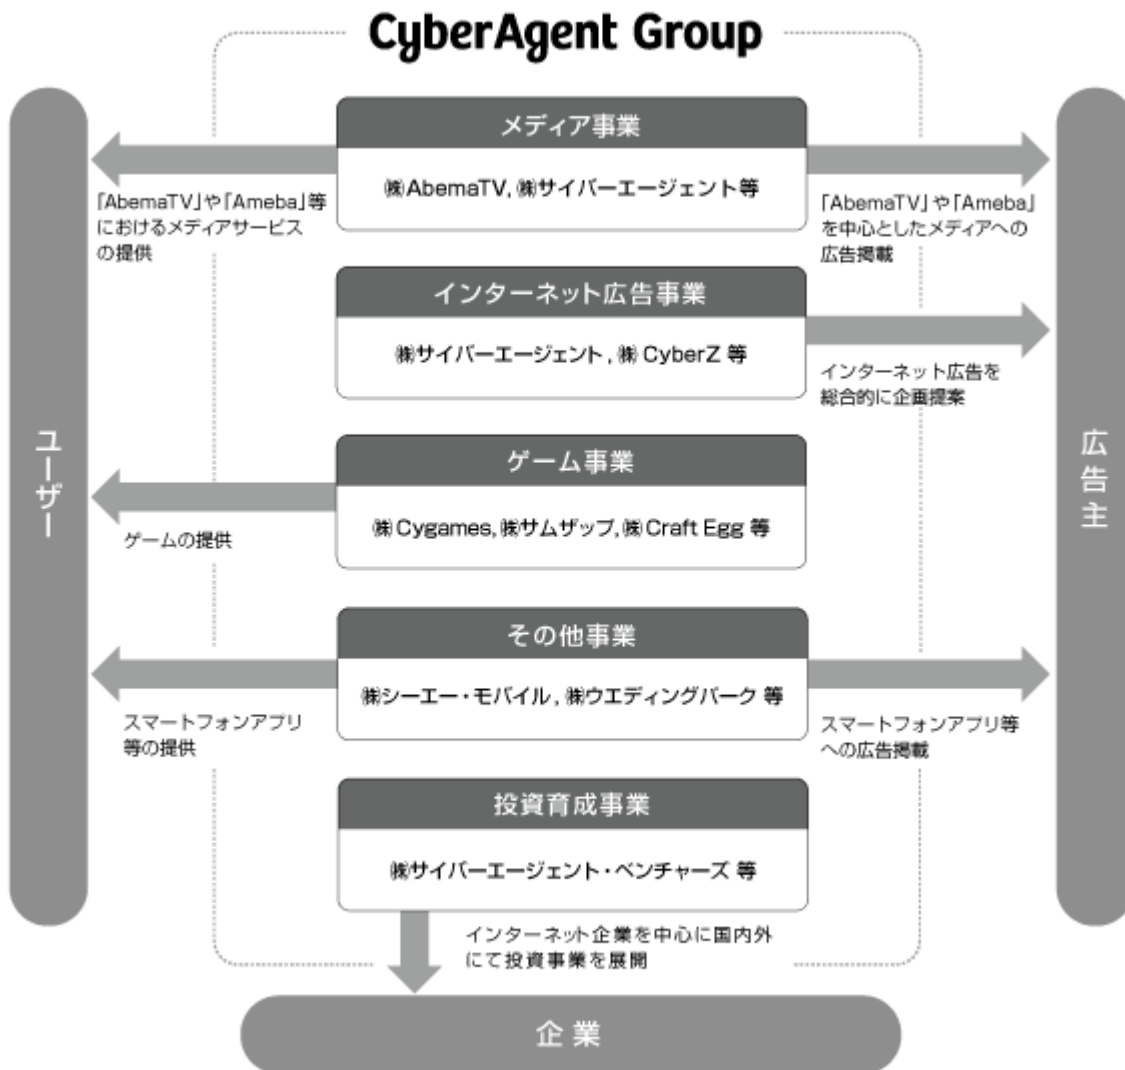 CyberAgent Group
メディア事業
㈱AbemaTV, ㈱サイバーエージェント等
「AbemaTV」や「Ameba」等
におけるメディアサービス
の提供
「AbemaTV」や「Ameba」
を中心としたメディアへの
広告掲載
インターネット広告事業
㈱サイバーエージェント, ㈱ CyberZ 等
インターネット広告を
総合的に企画提案
ユーザー
広告主
ゲーム事業
㈱ Cygames, ㈱サムザップ, ㈱ Craft Egg 等
ゲームの提供
その他事業
㈱シーエー・モバイル, ㈱ウエディングパーク 等
スマートフォンアプリ
等の提供
スマートフォンアプリ等
への広告掲載
投資育成事業
㈱サイバーエージェント・ベンチャーズ 等
インターネット企業を中心に国内外
にて投資事業を展開
企業